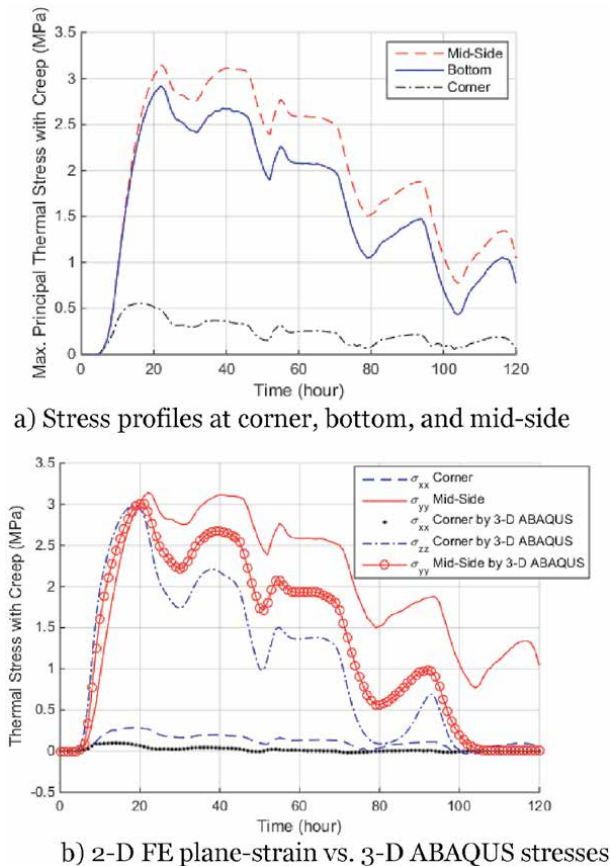 Max. Principal Thermal Stress with Creep (MPa)
3.5
3
2.5
2
1.5
1
0.5
0
0 20 40 60 80 100 120
Time (hour)
Mid-Side
Bottom
Corner
a) Stress profiles at corner, bottom, and mid-side
Thermal Stress with Creep (MPa)
3.5
3
2.5
2
1.5
1
0.5
0
-0.5
0 20 40 60 80 100 120
Time (hour)
σxx Corner
σyy Mid-Side
σxx Corner by 3-D ABAQUS
σzz Corner by 3-D ABAQUS
σyy Mid-Side by 3-D ABAQUS
b) 2-D FE plane-strain vs. 3-D ABAQUS stresses